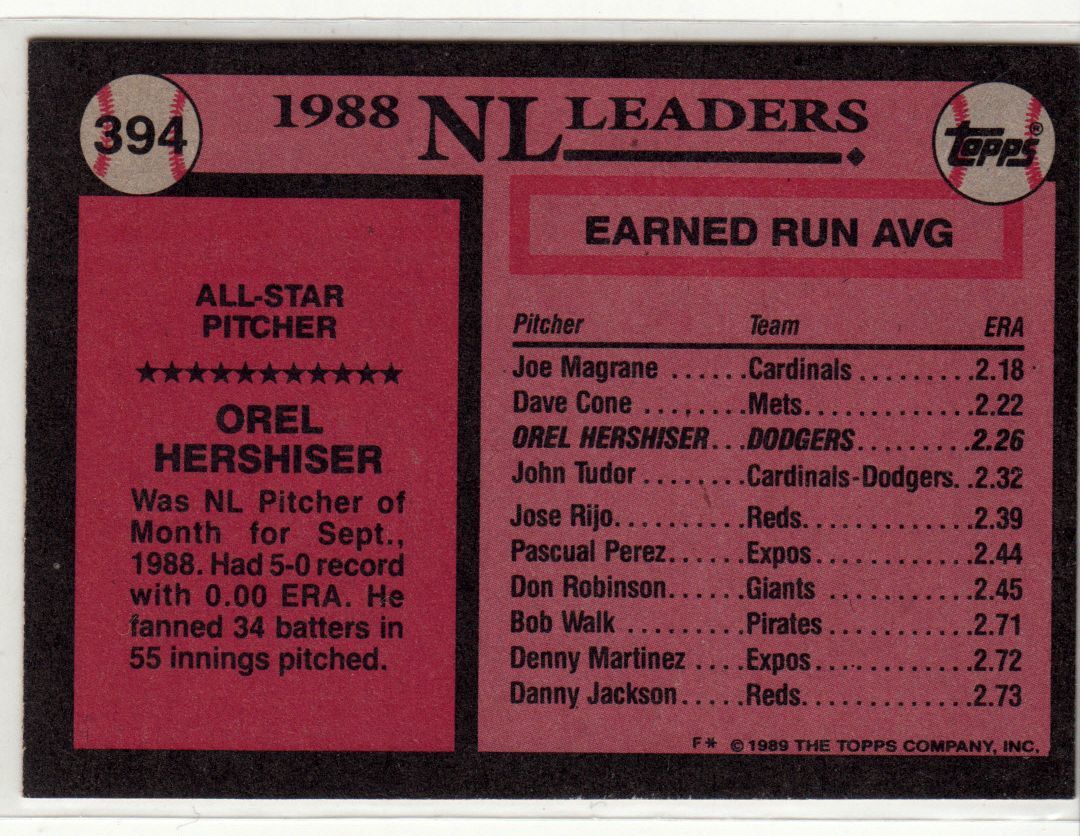 394
1988 NL LEADERS
Topps®
ALL-STAR
PITCHER
★★★★★★★★★★★
OREL
HERSHISER
Was NL Pitcher of
Month for Sept.,
1988. Had 5-0 record
with 0.00 ERA. He
fanned 34 batters in
55 innings pitched.
EARNED RUN AVG
Pitcher Team ERA
Joe Magrane ......Cardinals..........2.18
Dave Cone ........Mets..............2.22
OREL HERSHISER...DODGERS.........2.26
John Tudor ........Cardinals-Dodgers..2.32
Jose Rijo..........Reds..............2.39
Pascual Perez......Expos.............2.44
Don Robinson......Giants ............2.45
Bob Walk .........Pirates ............2.71
Denny Martinez ....Expos.............2.72
Danny Jackson.....Reds..............2.73
F* © 1989 THE TOPPS COMPANY, INC.